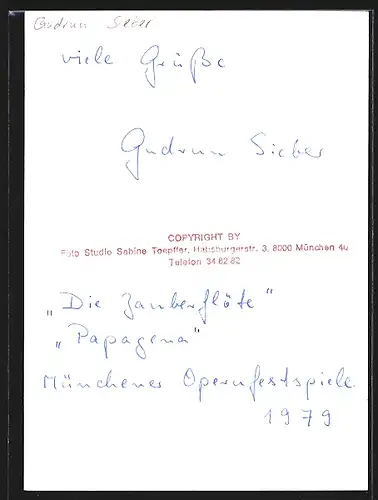 Gudrun Sieber
viele Grüße
Gudrun Sieber
COPYRIGHT BY
Foto Studio Sabine Toepffer, Habsburgerstr. 3, 8000 München 40
Telefon 34 82 82
„Die Zauberflöte"
„Papagena"
Münchener Opernfestspiele
1979